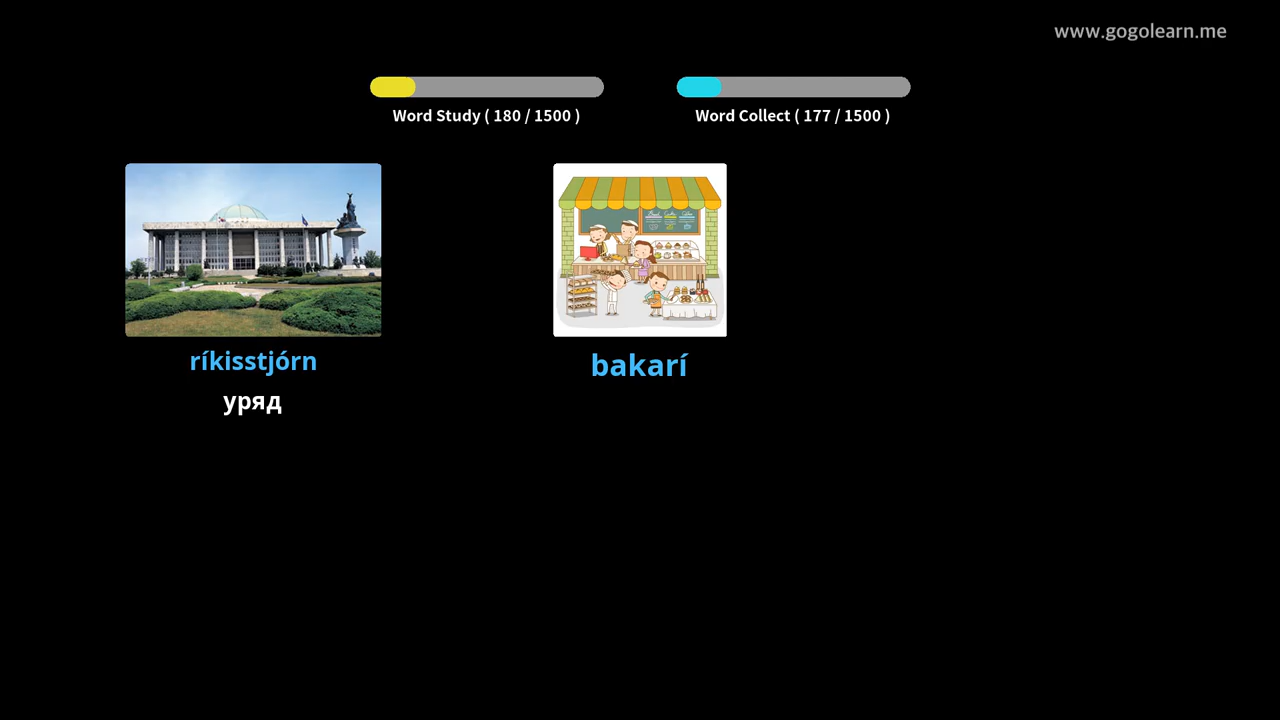 www.gogolearn.me
Word Study ( 180 / 1500 )
Word Collect ( 177 / 1500 )
ríkisstjórn
уряд
bakarí